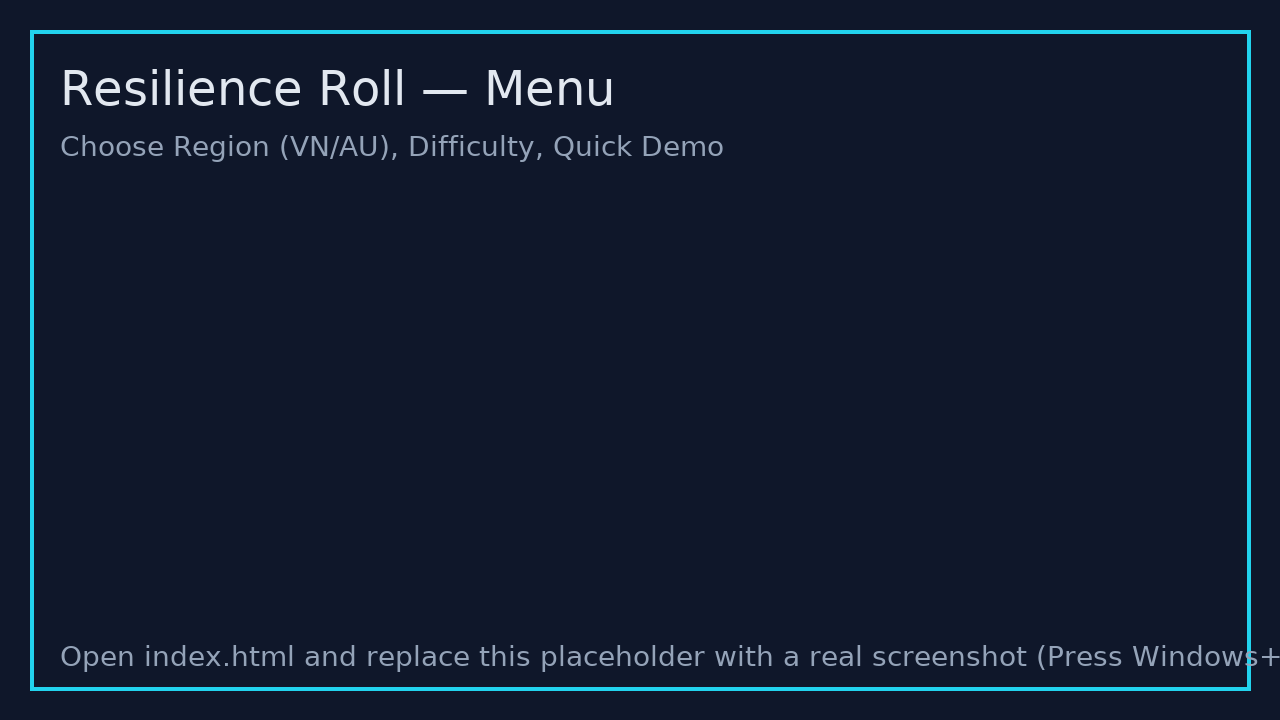 Resilience Roll — Menu
Choose Region (VN/AU), Difficulty, Quick Demo
Open index.html and replace this placeholder with a real screenshot (Press Windows+